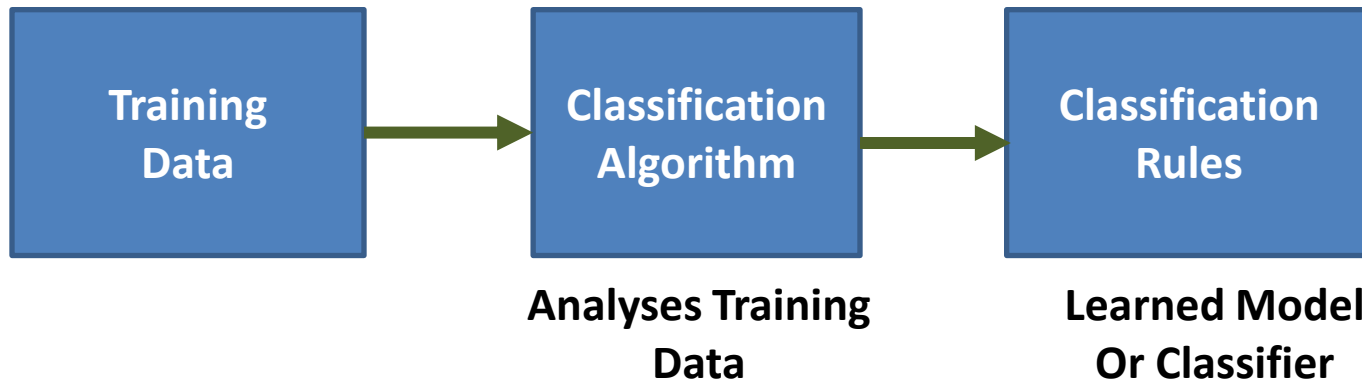 Training
Data
Classification
Algorithm
Classification
Rules
Analyses Training
Data
Learned Model
Or Classifier